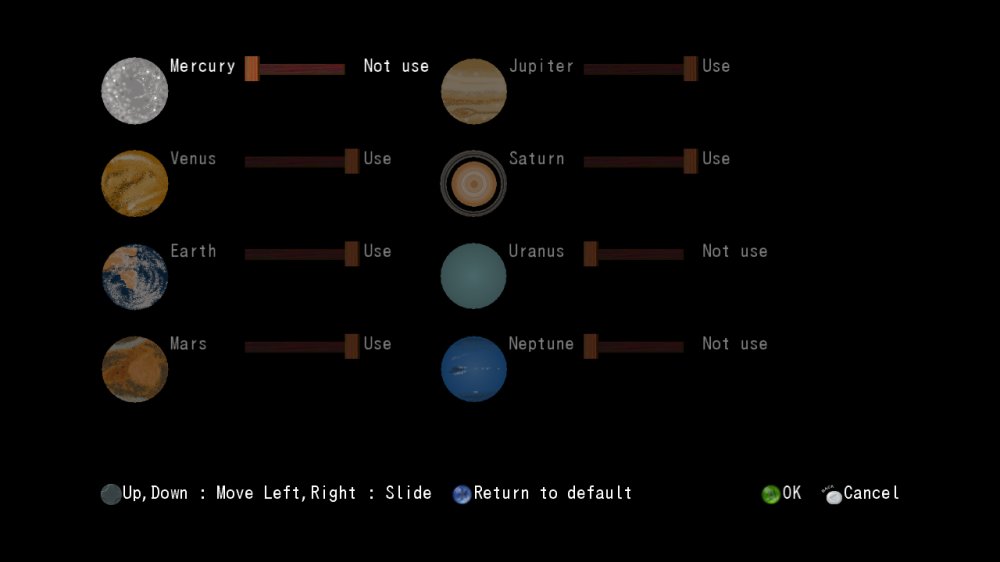 Mercury Not use
Jupiter Use
Venus Use
Saturn Use
Earth Use
Uranus Not use
Mars Use
Neptune Not use
Up,Down : Move Left,Right : Slide Return to default BACK OK Cancel